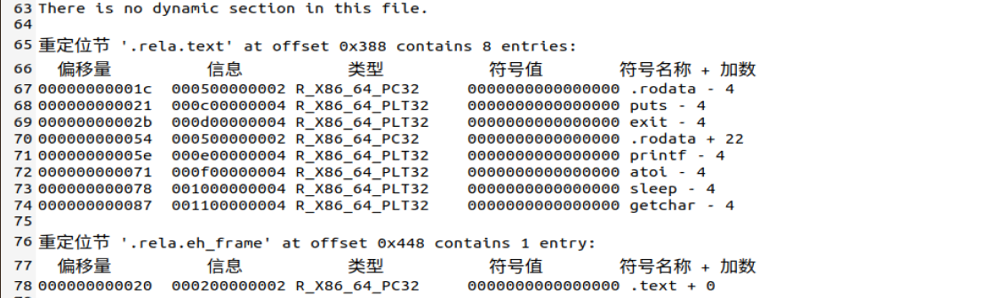 63 There is no dynamic section in this file.
64
65 重定位节 '.rela.text' at offset 0x388 contains 8 entries:
66   偏移量          信息           类型           符号值        符号名称 + 加数
67 00000000001c  000500000002 R_X86_64_PC32     0000000000000000 .rodata - 4
68 000000000021  000c00000004 R_X86_64_PLT32    0000000000000000 puts - 4
69 00000000002b  000d00000004 R_X86_64_PLT32    0000000000000000 exit - 4
70 000000000054  000500000002 R_X86_64_PC32     0000000000000000 .rodata + 22
71 00000000005e  000e00000004 R_X86_64_PLT32    0000000000000000 printf - 4
72 000000000071  000f00000004 R_X86_64_PLT32    0000000000000000 atoi - 4
73 000000000078  001000000004 R_X86_64_PLT32    0000000000000000 sleep - 4
74 000000000087  001100000004 R_X86_64_PLT32    0000000000000000 getchar - 4
75
76 重定位节 '.rela.eh_frame' at offset 0x448 contains 1 entry:
77   偏移量          信息           类型           符号值        符号名称 + 加数
78 000000000020  000200000002 R_X86_64_PC32     0000000000000000 .text + 0